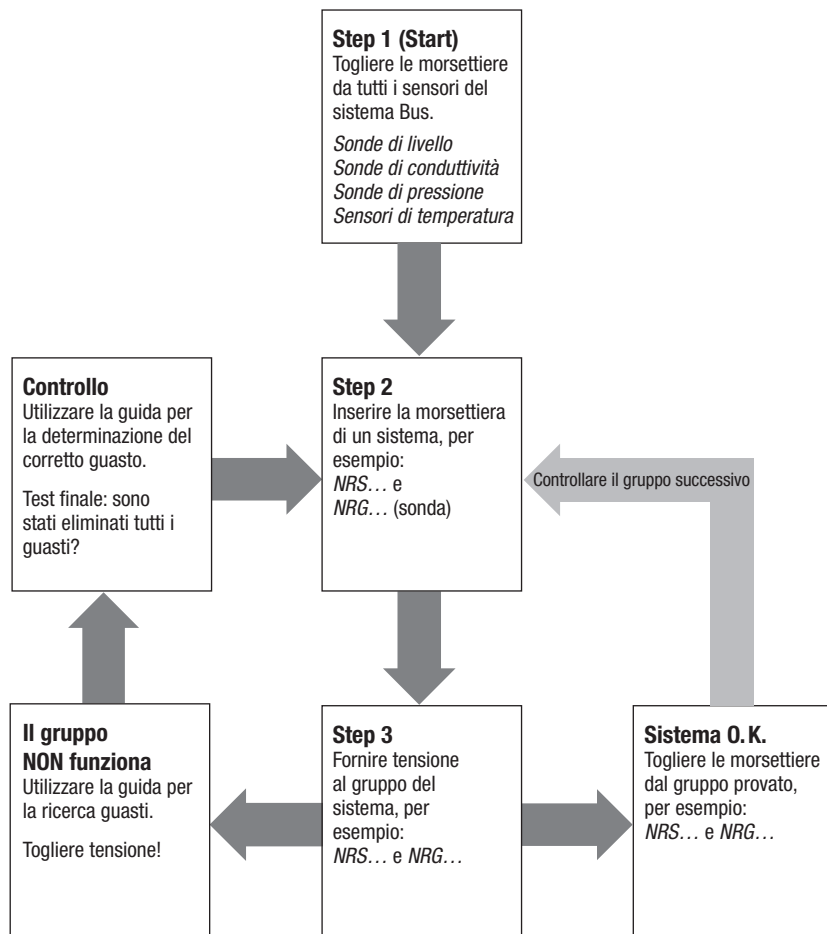 Step 1 (Start)
Togliere le morsettiere
da tutti i sensori del
sistema Bus.
Sonde di livello
Sonde di conduttività
Sonde di pressione
Sensori di temperatura
Controllo
Utilizzare la guida per
la determinazione del
corretto guasto.
Test finale: sono
stati eliminati tutti i
guasti?
Step 2
Inserire la morsettiera
di un sistema, per
esempio:
NRS... e
NRG... (sonda)
Controllare il gruppo successivo
Il gruppo
NON funziona
Utilizzare la guida per
la ricerca guasti.
Togliere tensione!
Step 3
Fornire tensione
al gruppo del
sistema, per
esempio:
NRS... e NRG...
Sistema O.K.
Togliere le morsettiere
dal gruppo provato,
per esempio:
NRS... e NRG...